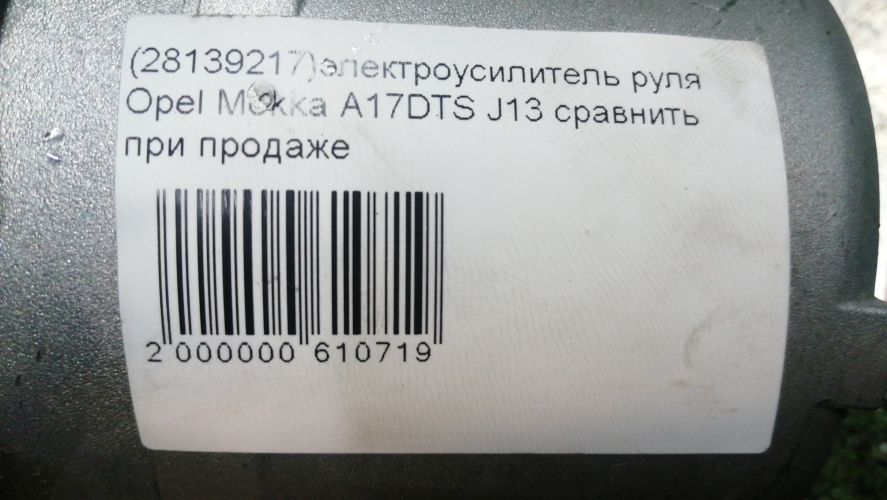 (28139217)электроусилитель руля
Opel Mokka A17DTS J13 сравнить
при продаже
2 000000 610719